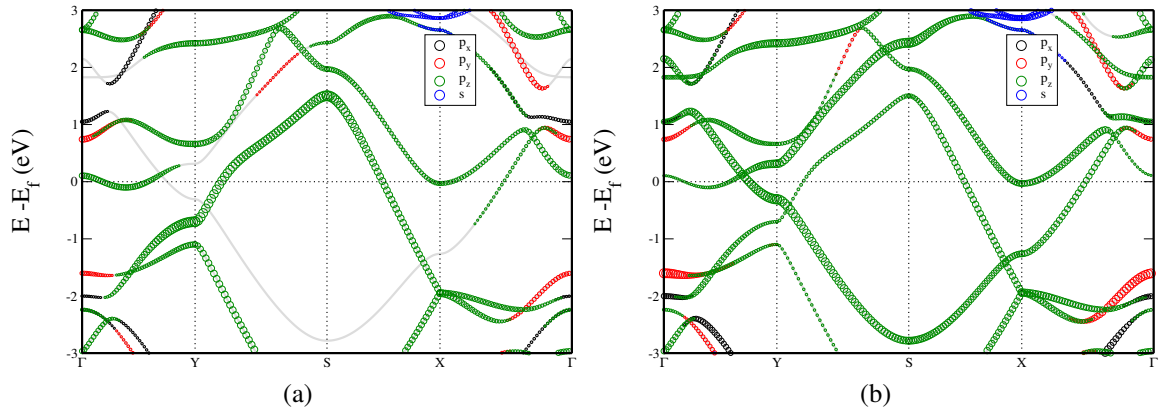 3
2
1
0
-1
-2
-3
E -E_f (eV)
Γ Y S X Γ
p_x
p_y
p_z
s
(a)
3
2
1
0
-1
-2
-3
E -E_f (eV)
Γ Y S X Γ
p_x
p_y
p_z
s
(b)